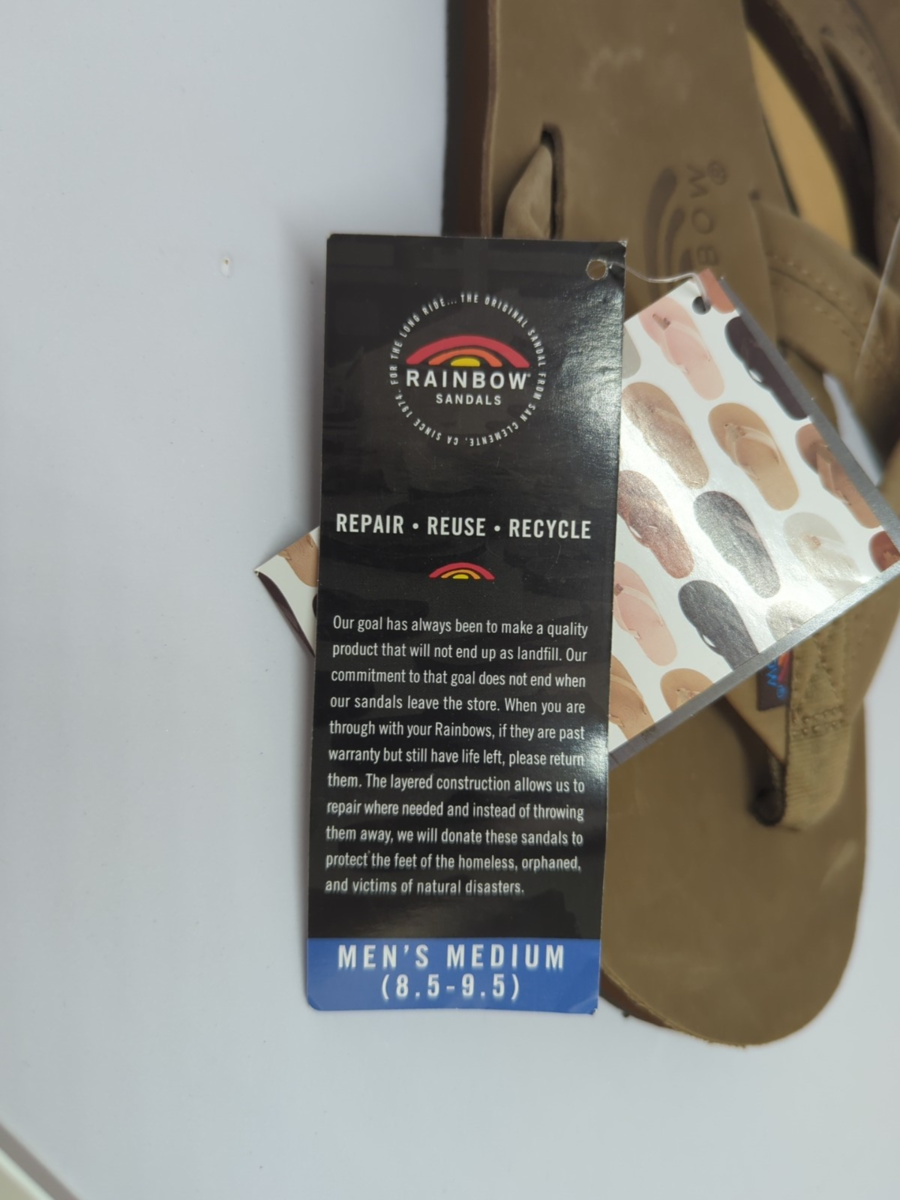 FOR THE LONG RIDE... THE ORIGINAL SANDAL FROM SAN CLEMENTE, CA SINCE 1974
RAINBOW
SANDALS
REPAIR • REUSE • RECYCLE
Our goal has always been to make a quality
product that will not end up as landfill. Our
commitment to that goal does not end when
our sandals leave the store. When you are
through with your Rainbows, if they are past
warranty but still have life left, please return
them. The layered construction allows us to
repair where needed and instead of throwing
them away, we will donate these sandals to
protect the feet of the homeless, orphaned,
and victims of natural disasters.
MEN'S MEDIUM
(8.5-9.5)